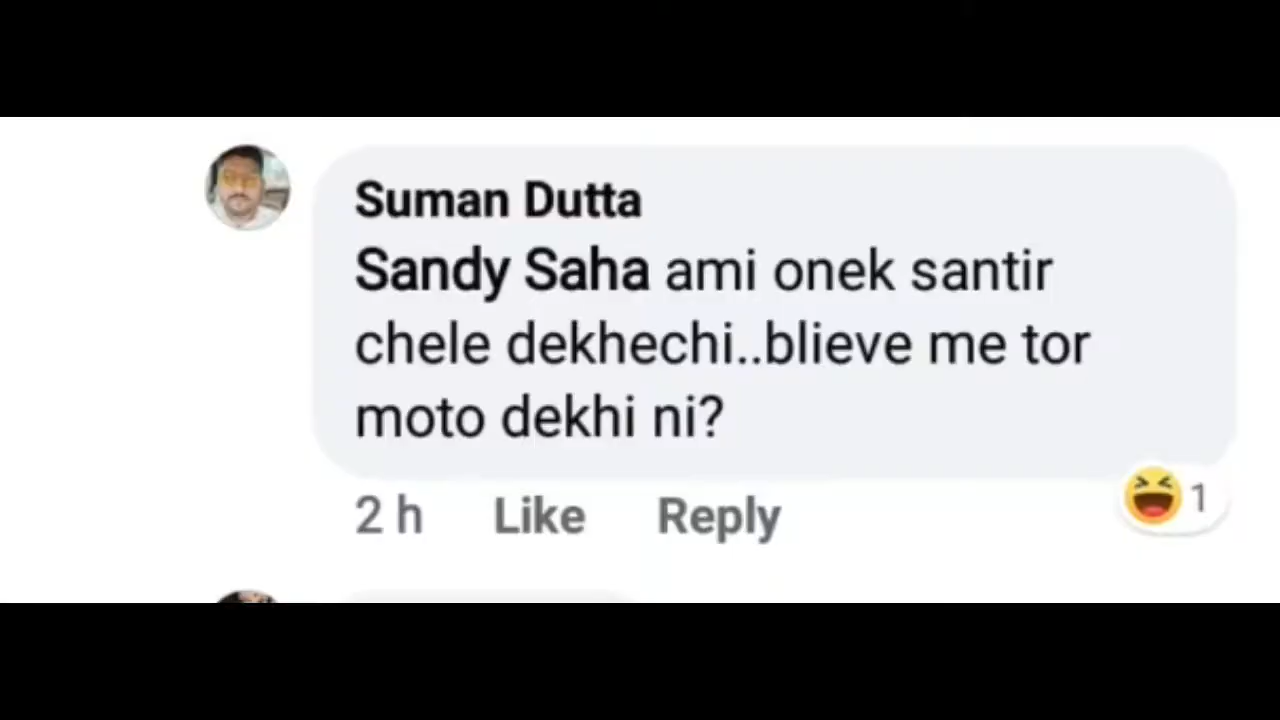 Suman Dutta
Sandy Saha ami onek santir
chele dekhechi..blieve me tor
moto dekhi ni?
2 h Like Reply 1